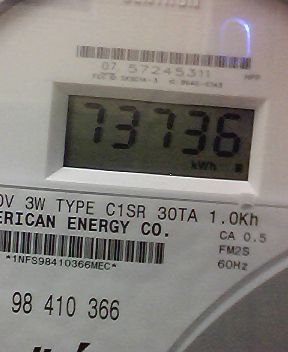 07 57245311
73736
kWh
V 3W TYPE C1SR 30TA 1.0Kh
ERICAN ENERGY CO.
CA 0.5
FM2S
60Hz
*1NFS98410366MEC*
98 410 366